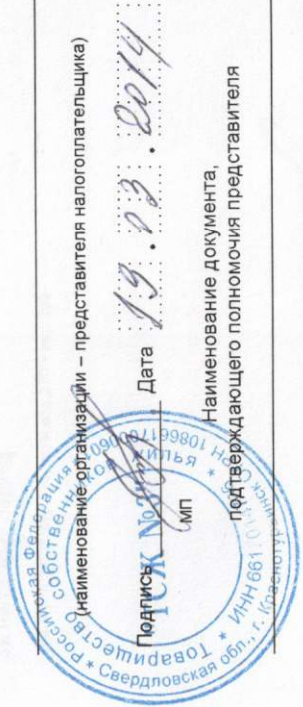 (наименование организации – представителя налогоплательщика)
Подпись Дата 19.03.2014
МП
Наименование документа,
подтверждающего полномочия представителя
* Российская Федерация *
Свердловская обл., г. Краснотурьинск
Товарищество собственников жилья *
ИНН 661
ТСЖ №